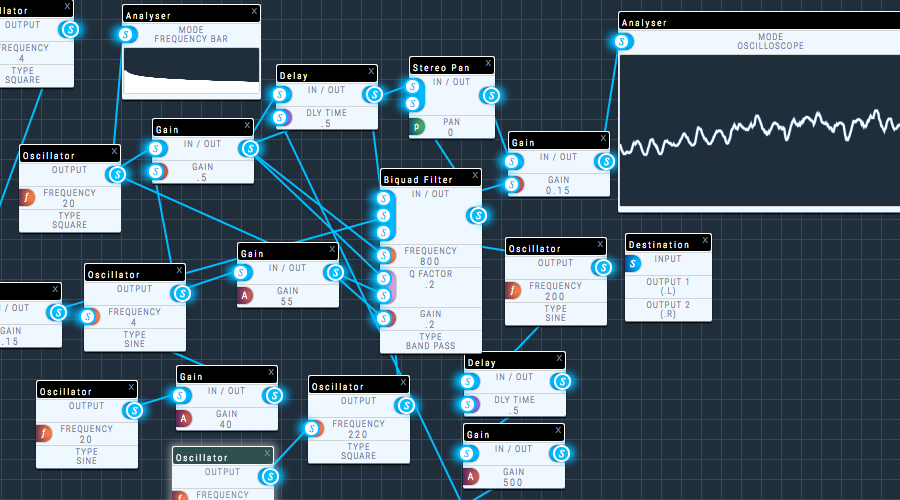 llator X
OUTPUT
FREQUENCY
4
TYPE
SQUARE
Analyser X
MODE
FREQUENCY BAR
Delay X
IN / OUT
DLY TIME
.5
Stereo Pan X
IN / OUT
PAN
0
Analyser
MODE
OSCILLOSCOPE
Oscillator X
OUTPUT
FREQUENCY
20
TYPE
SQUARE
Gain X
IN / OUT
GAIN
.5
Gain X
IN / OUT
GAIN
0.15
Biquad Filter X
IN / OUT
FREQUENCY
800
Q FACTOR
.2
GAIN
.2
TYPE
BAND PASS
Oscillator X
OUTPUT
FREQUENCY
200
TYPE
SINE
Destination X
INPUT
OUTPUT 1
(.L)
OUTPUT 2
(.R)
X
/ OUT
GAIN
.15
Oscillator X
OUTPUT
FREQUENCY
4
TYPE
SINE
Gain X
IN / OUT
GAIN
55
Oscillator X
OUTPUT
FREQUENCY
20
TYPE
SINE
Gain X
IN / OUT
GAIN
40
Oscillator X
OUTPUT
FREQUENCY
220
TYPE
SQUARE
Delay X
IN / OUT
DLY TIME
.5
Gain X
IN / OUT
GAIN
500
Oscillator X
OUTPUT
FREQUENCY